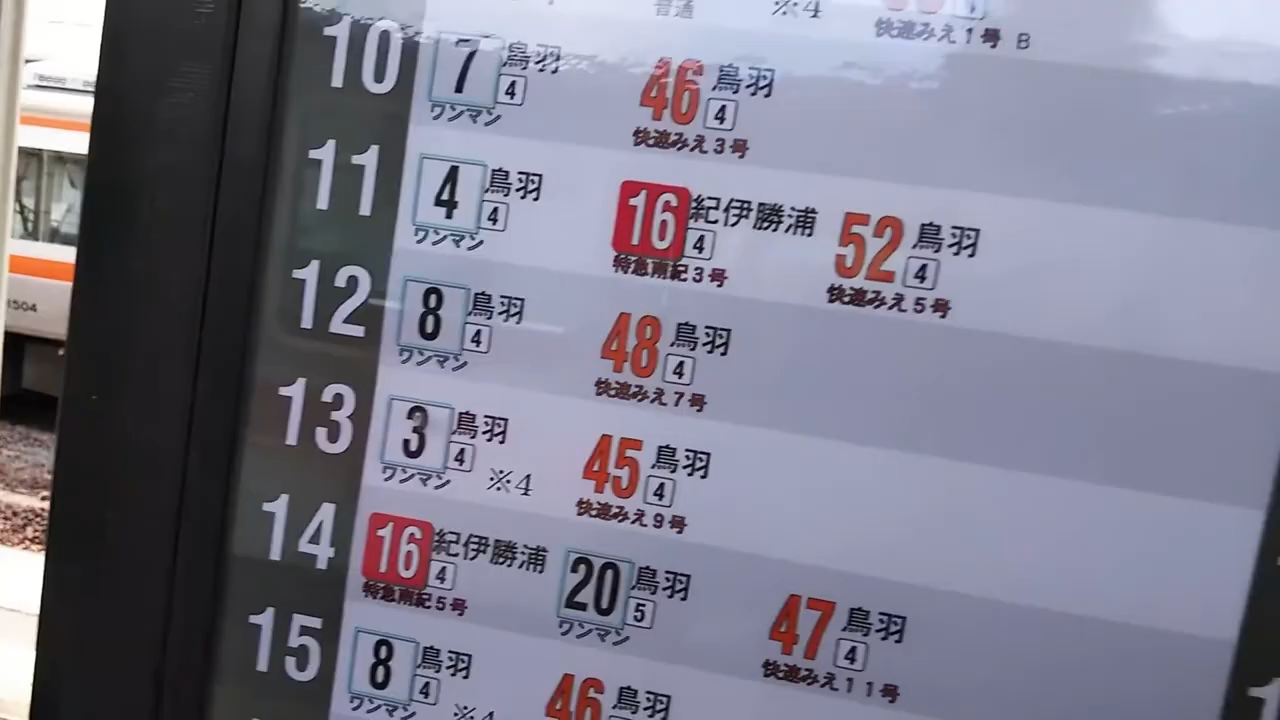 普通 ※4 快速みえ1号 B
10 7 鳥羽 4 ワンマン 46 鳥羽 4 快速みえ3号
11 4 鳥羽 4 ワンマン 16 紀伊勝浦 4 特急南紀3号 52 鳥羽 4 快速みえ5号
12 8 鳥羽 4 ワンマン 48 鳥羽 4 快速みえ7号
13 3 鳥羽 4 ワンマン ※4 45 鳥羽 4 快速みえ9号
14 16 紀伊勝浦 4 特急南紀5号 20 鳥羽 5 ワンマン 47 鳥羽 4 快速みえ11号
15 8 鳥羽 4 ワンマン ※4 46 鳥羽
1504